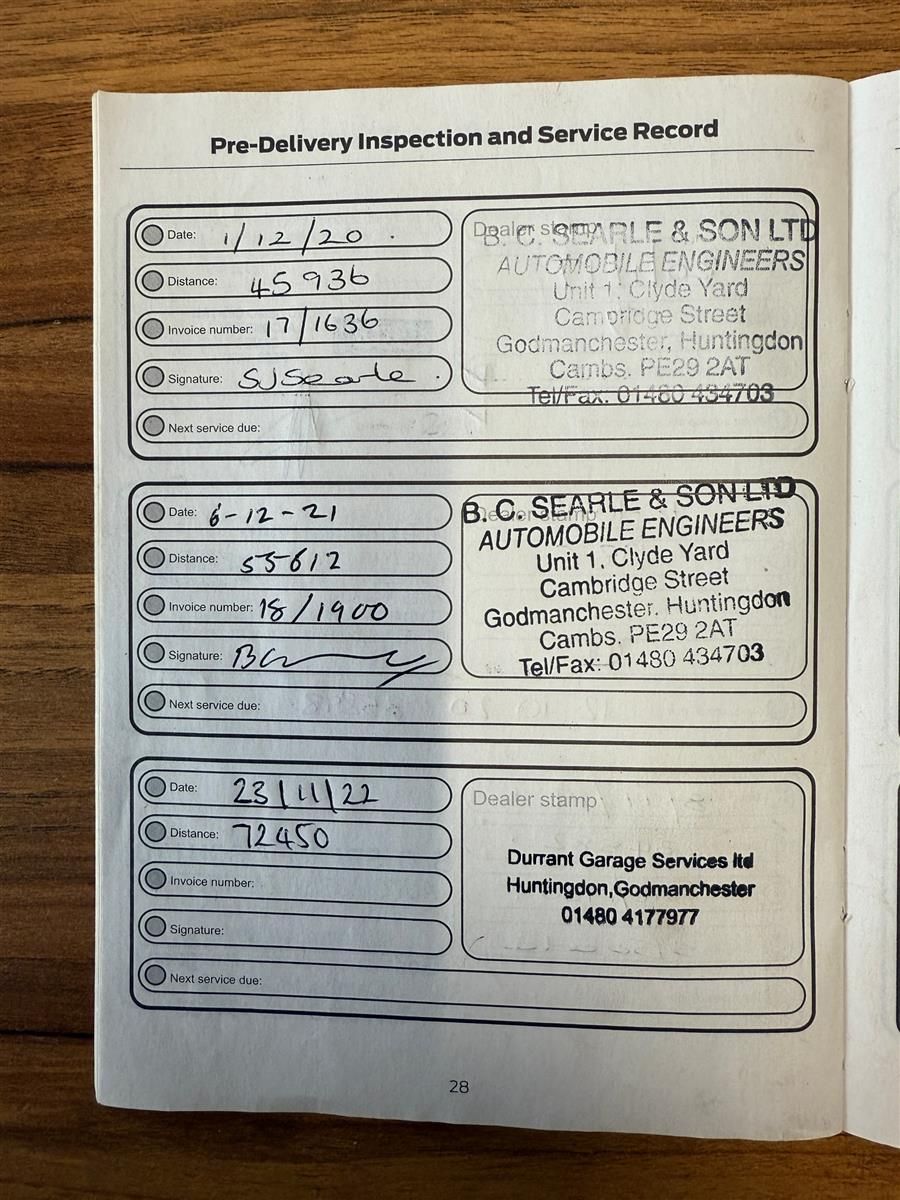 Pre-Delivery Inspection and Service Record
Date: 1/12/20 .
Distance: 45936
Invoice number: 17/1636
Signature: SJ Searle .
Next service due:
Dealer stamp
B. C. SEARLE & SON LTD
AUTOMOBILE ENGINEERS
Unit 1. Clyde Yard
Cambridge Street
Godmanchester, Huntingdon
Cambs. PE29 2AT
Tel/Fax. 01480 434703
Date: 6-12-21
Distance: 55612
Invoice number: 18/1900
Signature:
Next service due:
Dealer stamp
B. C. SEARLE & SON LTD
AUTOMOBILE ENGINEERS
Unit 1. Clyde Yard
Cambridge Street
Godmanchester. Huntingdon
Cambs. PE29 2AT
Tel/Fax: 01480 434703
Date: 23/11/22
Distance: 72450
Invoice number:
Signature:
Next service due:
Dealer stamp
Durrant Garage Services ltd
Huntingdon,Godmanchester
01480 4177977
28